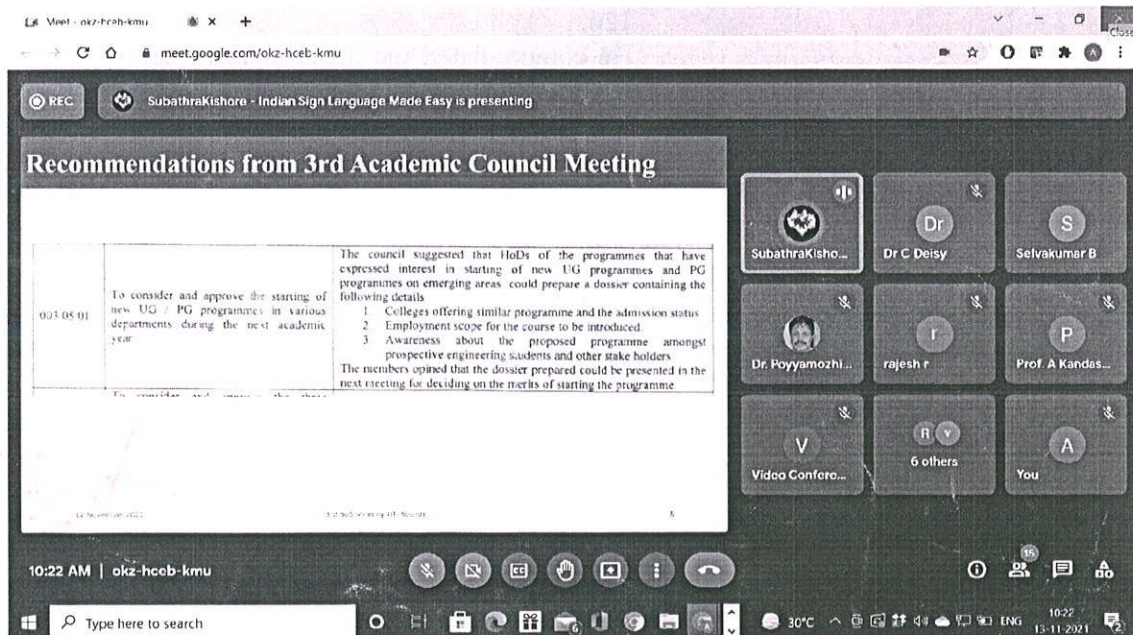 Meet - okz-hceb-kmu
Close
meet.google.com/okz-hceb-kmu
A
REC
SubathraKishore - Indian Sign Language Made Easy is presenting
Recommendations from 3rd Academic Council Meeting
003.05.01
To consider and approve the starting of
new UG / PG programmes in various
departments during the next academic
year
The council suggested that HoDs of the programmes that have
expressed interest in starting of new UG programmes and PG
programmes on emerging areas could prepare a dossier containing the
following details
1. Colleges offering similar programme and the admission status
2. Employment scope for the course to be introduced.
3. Awareness about the proposed programme amongst
prospective engineering students and other stake holders
The members opined that the dossier prepared could be presented in the
next meeting for deciding on the merits of starting the programme
To consider and the three
SubathraKisho...
Dr
Dr C Deisy
S
Selvakumar B
Dr. Poyyamozhi...
r
rajesh r
P
Prof. A Kandas...
V
Video Confere...
R
6 others
A
You
10:22 AM | okz-hceb-kmu
CC
15
Type here to search
30°C
ENG
10:22
13-11-2021
2